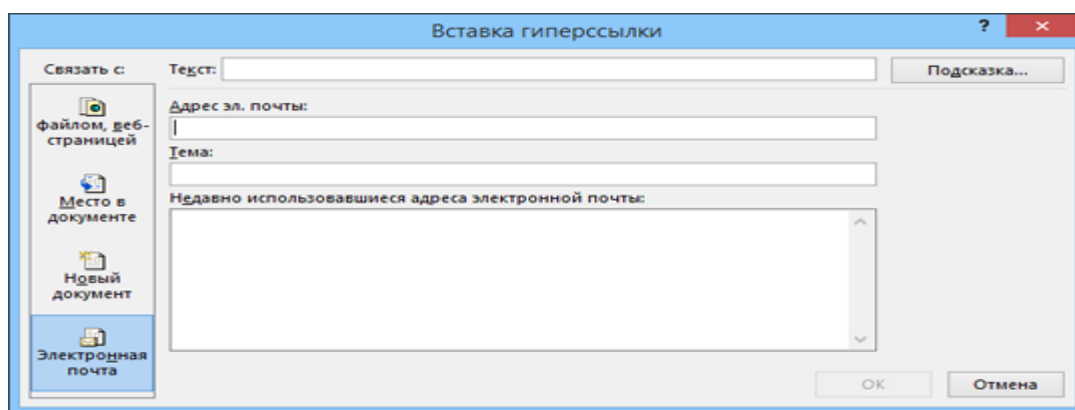 Вставка гиперссылки
?
Связать с:
Текст:
Подсказка...
файлом, веб-
страницей
Адрес эл. почты:
Тема:
Место в
документе
Недавно использовавшиеся адреса электронной почты:
Новый
документ
Электронная
почта
ОК
Отмена